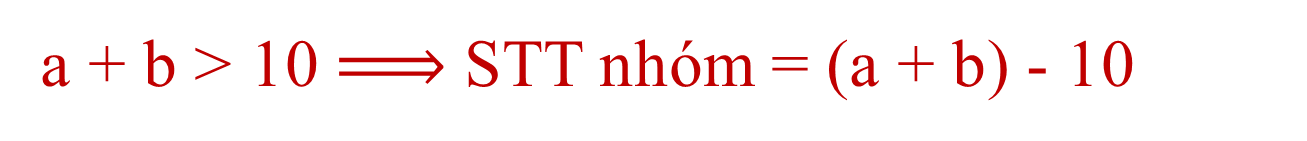 a + b > 10 ⟹ STT nhóm = (a + b) - 10